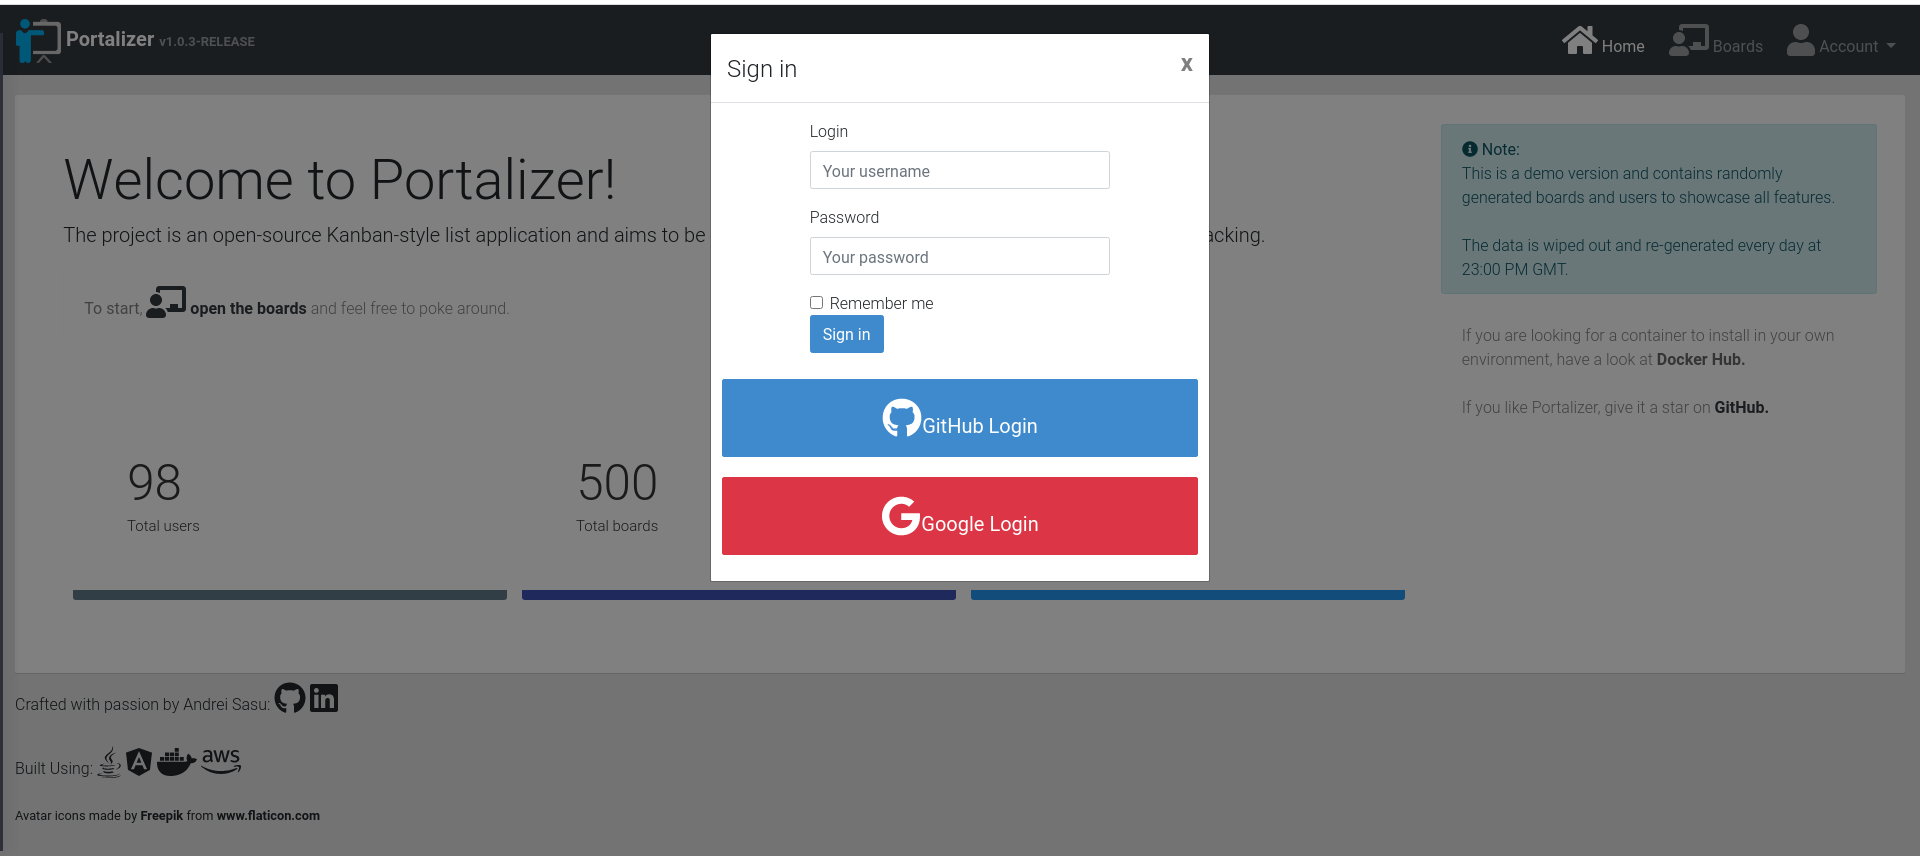 Portalizer v1.0.3-RELEASE
Home
Boards
Account
Sign in
X
Login
Your username
Password
Your password
Remember me
Sign in
GitHub Login
Google Login
Welcome to Portalizer!
The project is an open-source Kanban-style list application and aims to be
acking.
To start, open the boards and feel free to poke around.
98
Total users
500
Total boards
Note:
This is a demo version and contains randomly
generated boards and users to showcase all features.
The data is wiped out and re-generated every day at
23:00 PM GMT.
If you are looking for a container to install in your own
environment, have a look at Docker Hub.
If you like Portalizer, give it a star on GitHub.
Crafted with passion by Andrei Sasu: in
Built Using: A aws
Avatar icons made by Freepik from www.flaticon.com